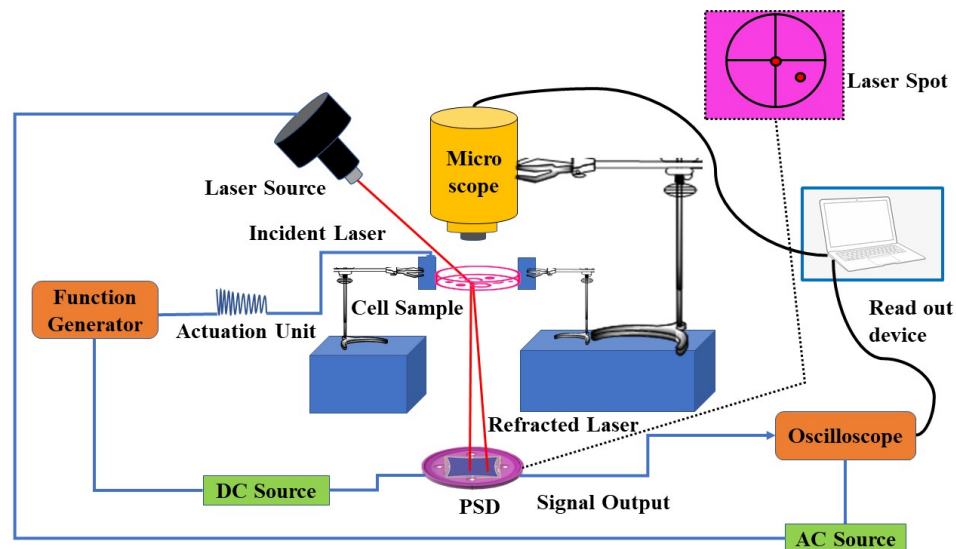 Laser Spot
Micro
scope
Laser Source
Incident Laser
Function
Generator
Actuation Unit
Cell Sample
Read out
device
Refracted Laser
Oscilloscope
DC Source
PSD
Signal Output
AC Source